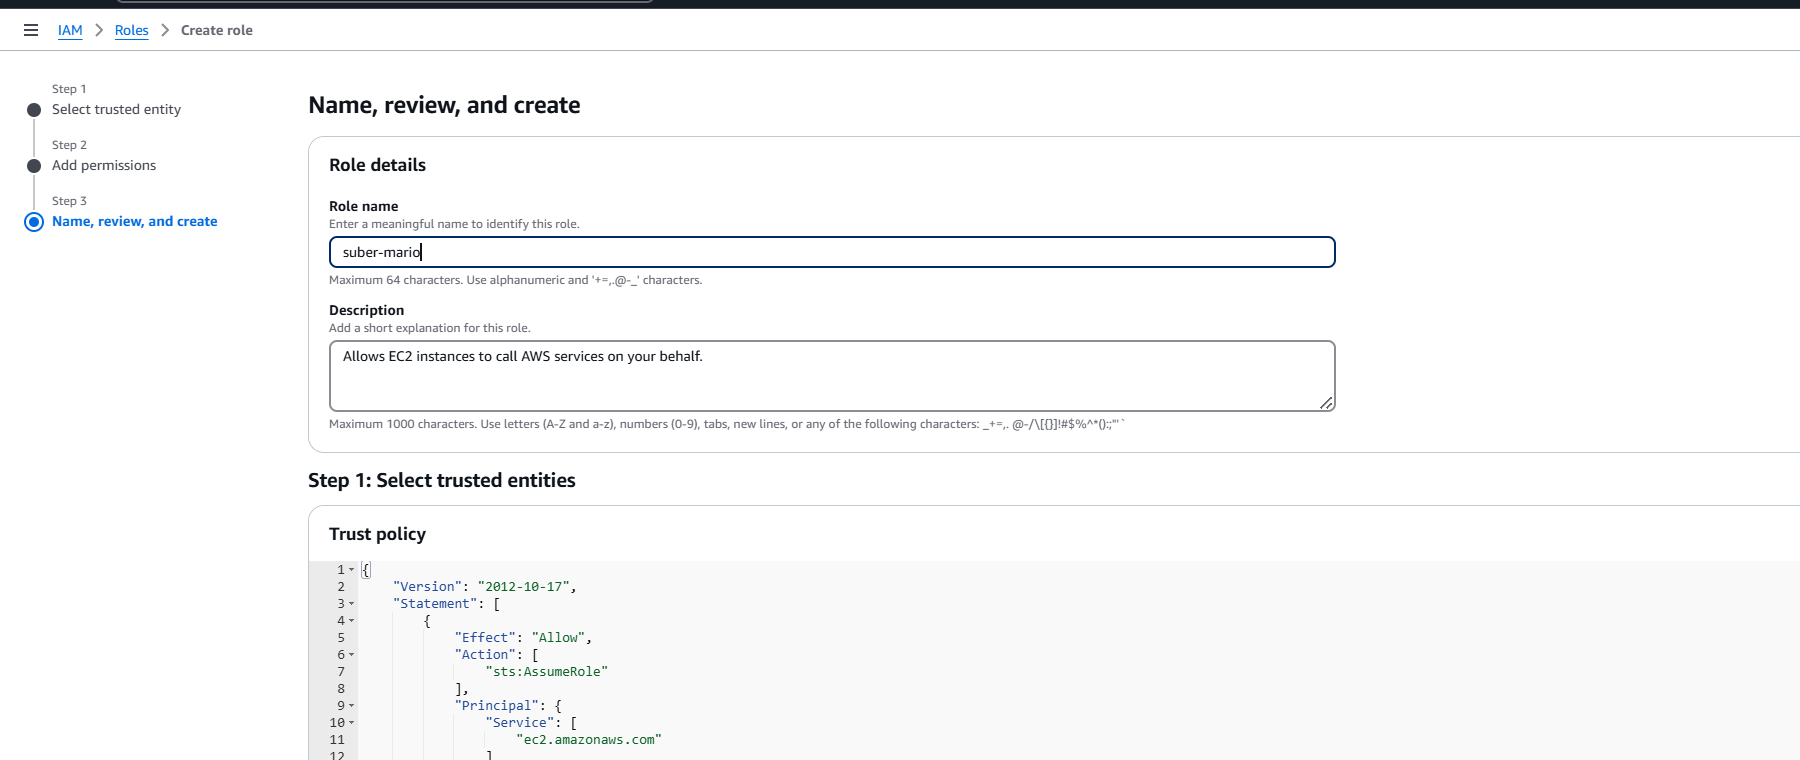 IAM > Roles > Create role
Step 1
Select trusted entity
Step 2
Add permissions
Step 3
Name, review, and create
Name, review, and create
Role details
Role name
Enter a meaningful name to identify this role.
suber-mario
Maximum 64 characters. Use alphanumeric and '+=,.@-_' characters.
Description
Add a short explanation for this role.
Allows EC2 instances to call AWS services on your behalf.
Maximum 1000 characters. Use letters (A-Z and a-z), numbers (0-9), tabs, new lines, or any of the following characters: _+=,. @-/\[{}]!#$%^*();:"'`
Step 1: Select trusted entities
Trust policy
1 {
2 "Version": "2012-10-17",
3 "Statement": [
4 {
5 "Effect": "Allow",
6 "Action": [
7 "sts:AssumeRole"
8 ],
9 "Principal": {
10 "Service": [
11 "ec2.amazonaws.com"
12 ]